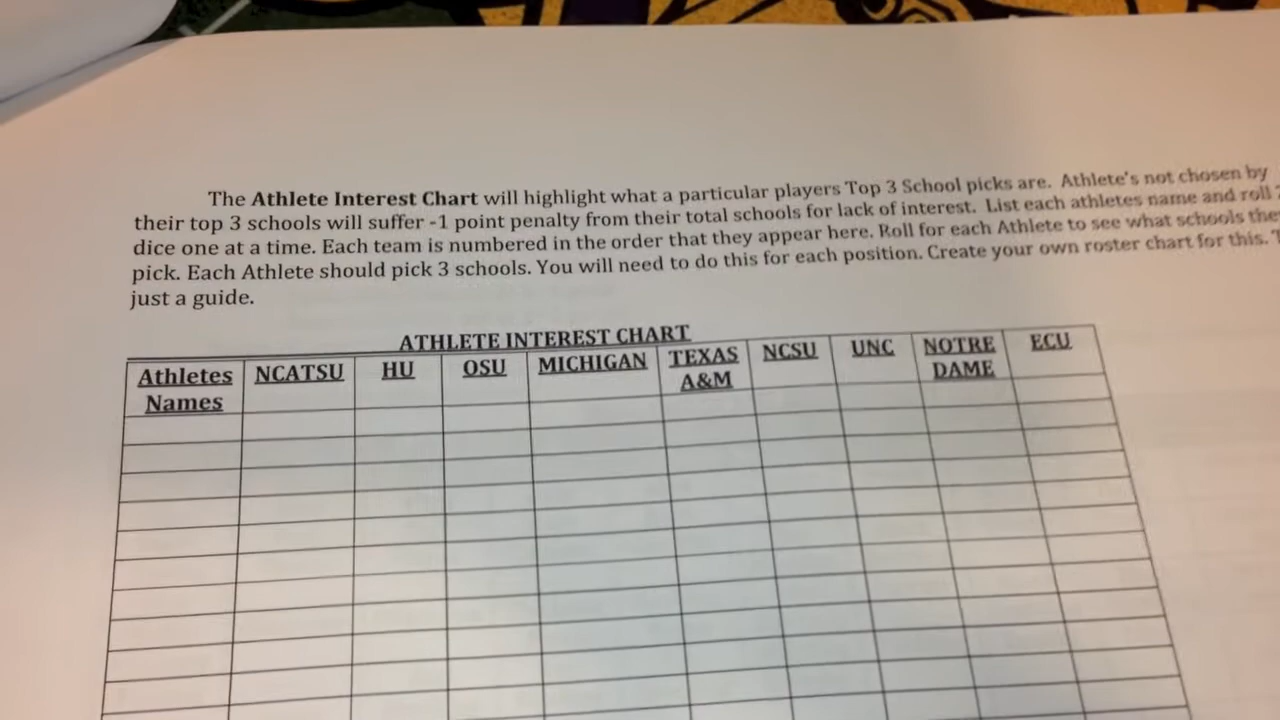 The Athlete Interest Chart will highlight what a particular players Top 3 School picks are. Athlete's not chosen by
their top 3 schools will suffer -1 point penalty from their total schools for lack of interest. List each athletes name and roll
dice one at a time. Each team is numbered in the order that they appear here. Roll for each Athlete to see what schools
pick. Each Athlete should pick 3 schools. You will need to do this for each position. Create your own roster chart for this.
just a guide.
ATHLETE INTEREST CHART
Athletes Names NCATSU HU OSU MICHIGAN TEXAS A&M NCSU UNC NOTRE DAME ECU